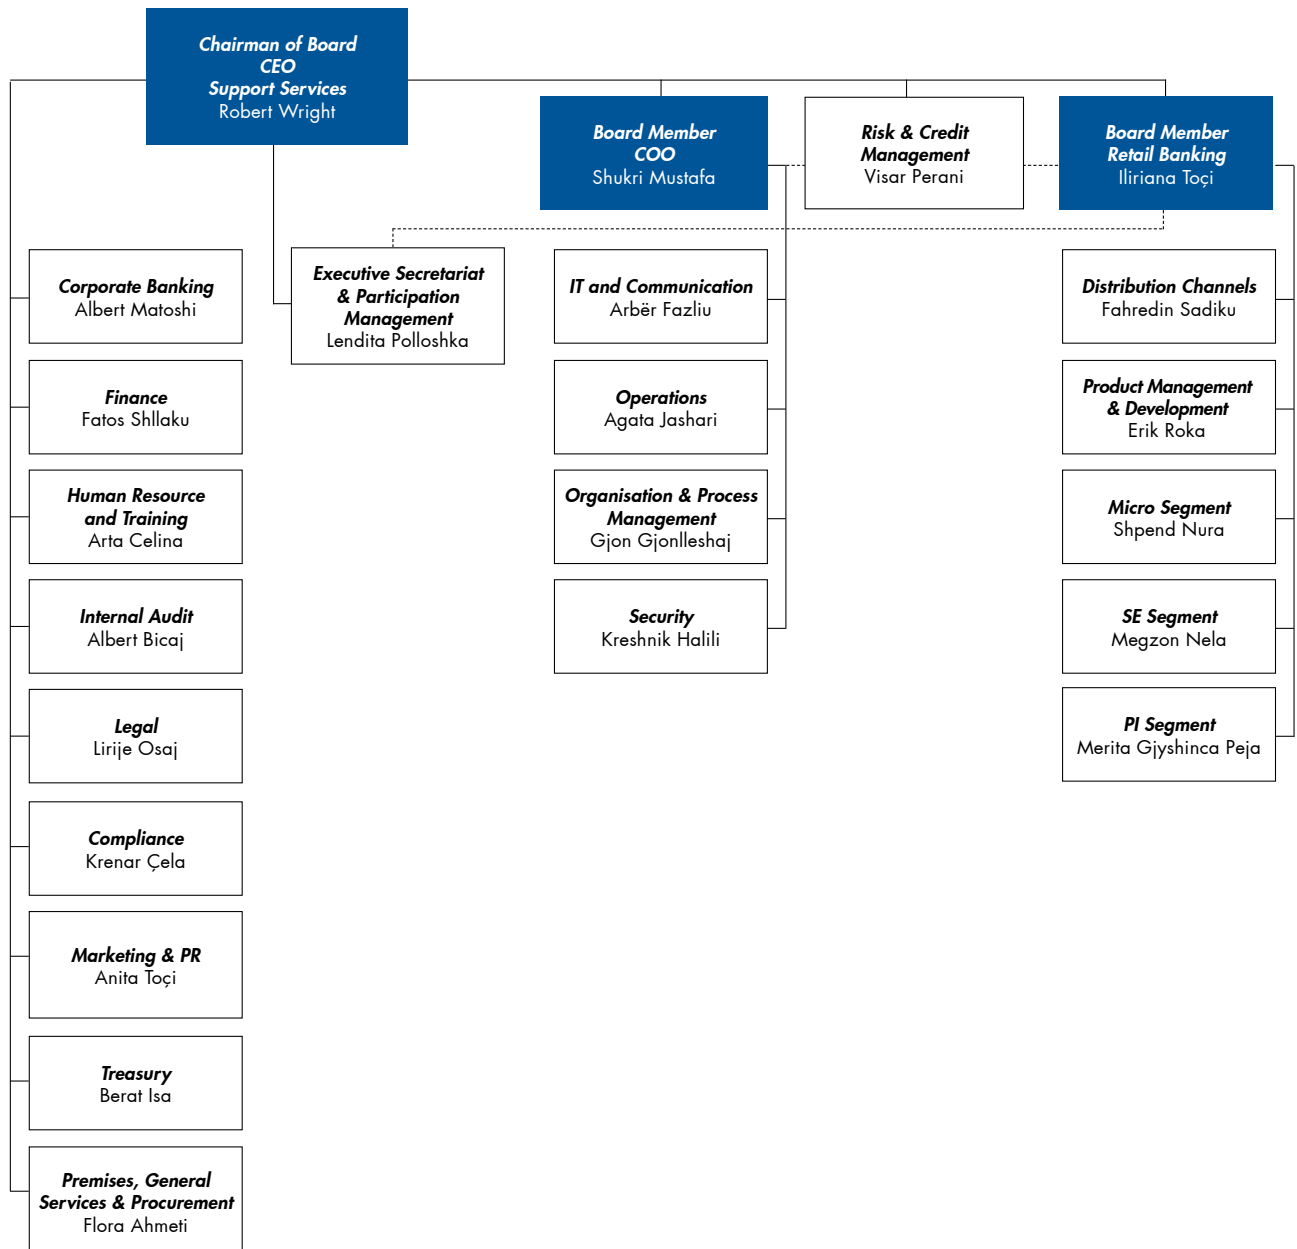 Chairman of Board
CEO
Support Services
Robert Wright
Board Member
COO
Shukri Mustafa
Risk & Credit
Management
Visar Perani
Board Member
Retail Banking
Iliriana Toçi
Corporate Banking
Albert Matoshi
Executive Secretariat
& Participation
Management
Lendita Polloshka
IT and Communication
Arbër Fazliu
Distribution Channels
Fahredin Sadiku
Finance
Fatos Shllaku
Operations
Agata Jashari
Product Management
& Development
Erik Roka
Human Resource
and Training
Arta Celina
Organisation & Process
Management
Gjon Gjonlleshaj
Micro Segment
Shpend Nura
Internal Audit
Albert Bicaj
Security
Kreshnik Halili
SE Segment
Megzon Nela
Legal
Lirije Osaj
PI Segment
Merita Gjyshinca Peja
Compliance
Krenar Çela
Marketing & PR
Anita Toçi
Treasury
Berat Isa
Premises, General
Services & Procurement
Flora Ahmeti